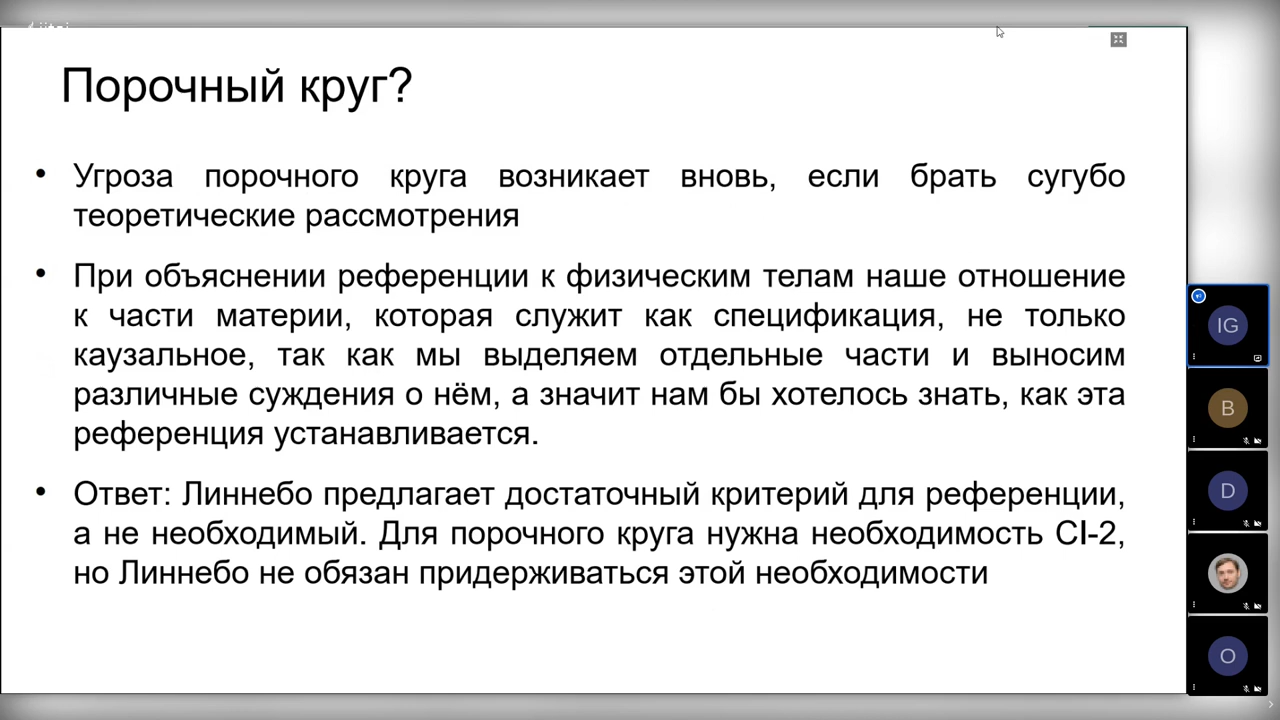 Порочный круг?
• Угроза порочного круга возникает вновь, если брать сугубо
теоретические рассмотрения
• При объяснении референции к физическим телам наше отношение
к части материи, которая служит как спецификация, не только
каузальное, так как мы выделяем отдельные части и выносим
различные суждения о нём, а значит нам бы хотелось знать, как эта
референция устанавливается.
• Ответ: Линнебо предлагает достаточный критерий для референции,
а не необходимый. Для порочного круга нужна необходимость CI-2,
но Линнебо не обязан придерживаться этой необходимости
IG
B
D
O